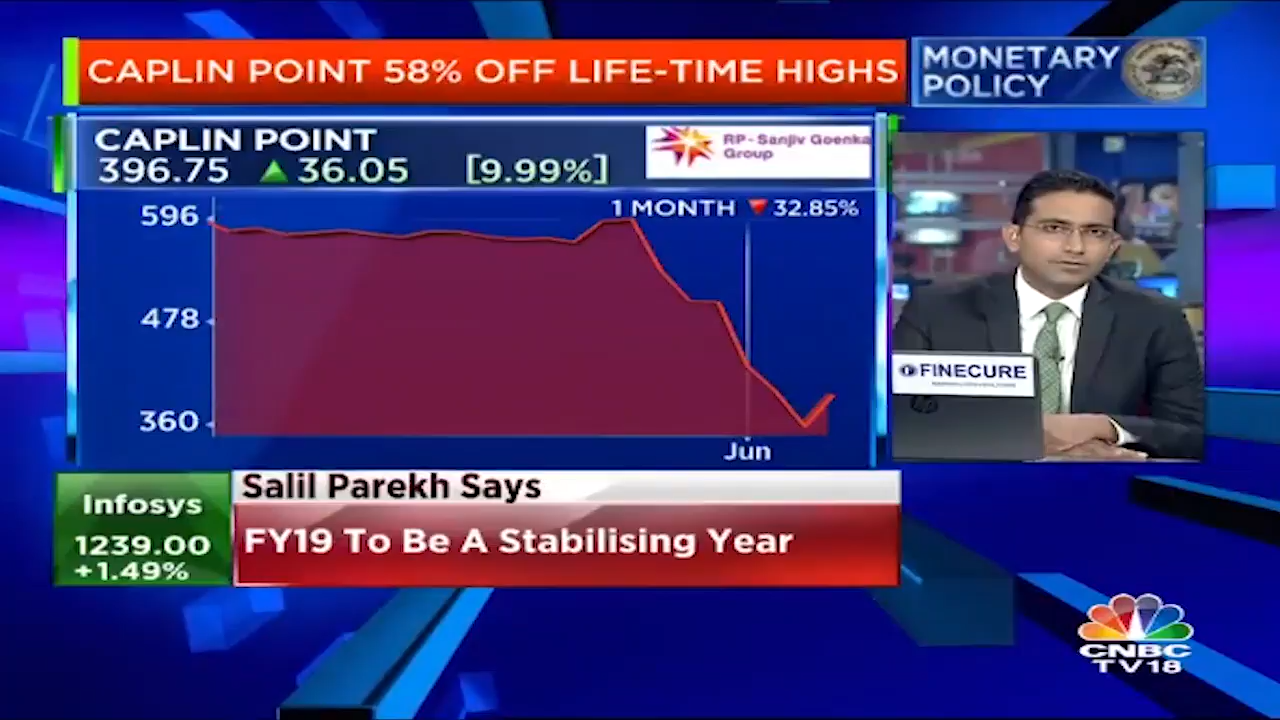 CAPLIN POINT 58% OFF LIFE-TIME HIGHS
MONETARY
POLICY
CAPLIN POINT
396.75 ▲ 36.05 [9.99%]
RP-Sanjiv Goenka
Group
1 MONTH ▼ 32.85%
596
478
360
Jun
FINECURE
Infosys
1239.00
+1.49%
Salil Parekh Says
FY19 To Be A Stabilising Year
CNBC
TV18